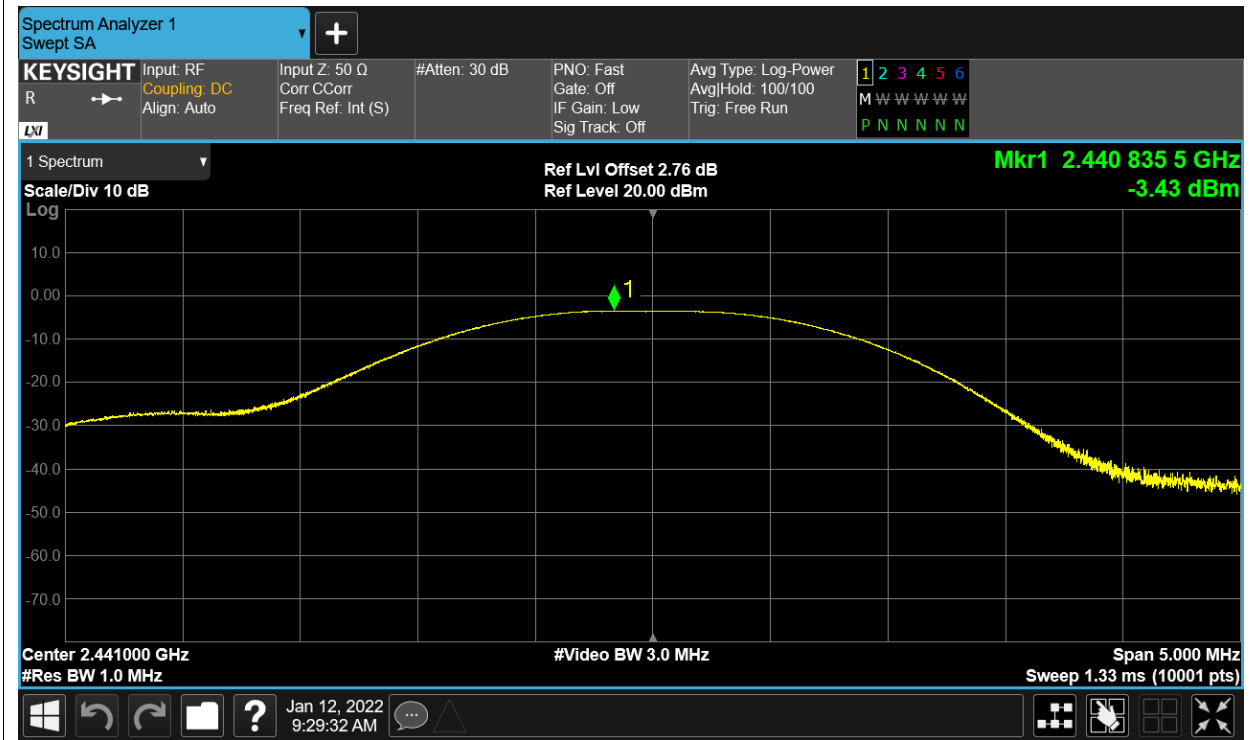 Spectrum Analyzer 1
Swept SA
KEYSIGHT
R
LXI
Input: RF
Coupling: DC
Align: Auto
Input Z: 50 Ω
Corr CCorr
Freq Ref: Int (S)
#Atten: 30 dB
PNO: Fast
Gate: Off
IF Gain: Low
Sig Track: Off
Avg Type: Log-Power
Avg|Hold: 100/100
Trig: Free Run
1 2 3 4 5 6
M W W W W W
P N N N N N
1 Spectrum
Scale/Div 10 dB
Log
Ref Lvl Offset 2.76 dB
Ref Level 20.00 dBm
Mkr1 2.440 835 5 GHz
-3.43 dBm
10.0
0.00
-10.0
-20.0
-30.0
-40.0
-50.0
-60.0
-70.0
1
Center 2.441000 GHz
#Res BW 1.0 MHz
#Video BW 3.0 MHz
Span 5.000 MHz
Sweep 1.33 ms (10001 pts)
?
Jan 12, 2022
9:29:32 AM